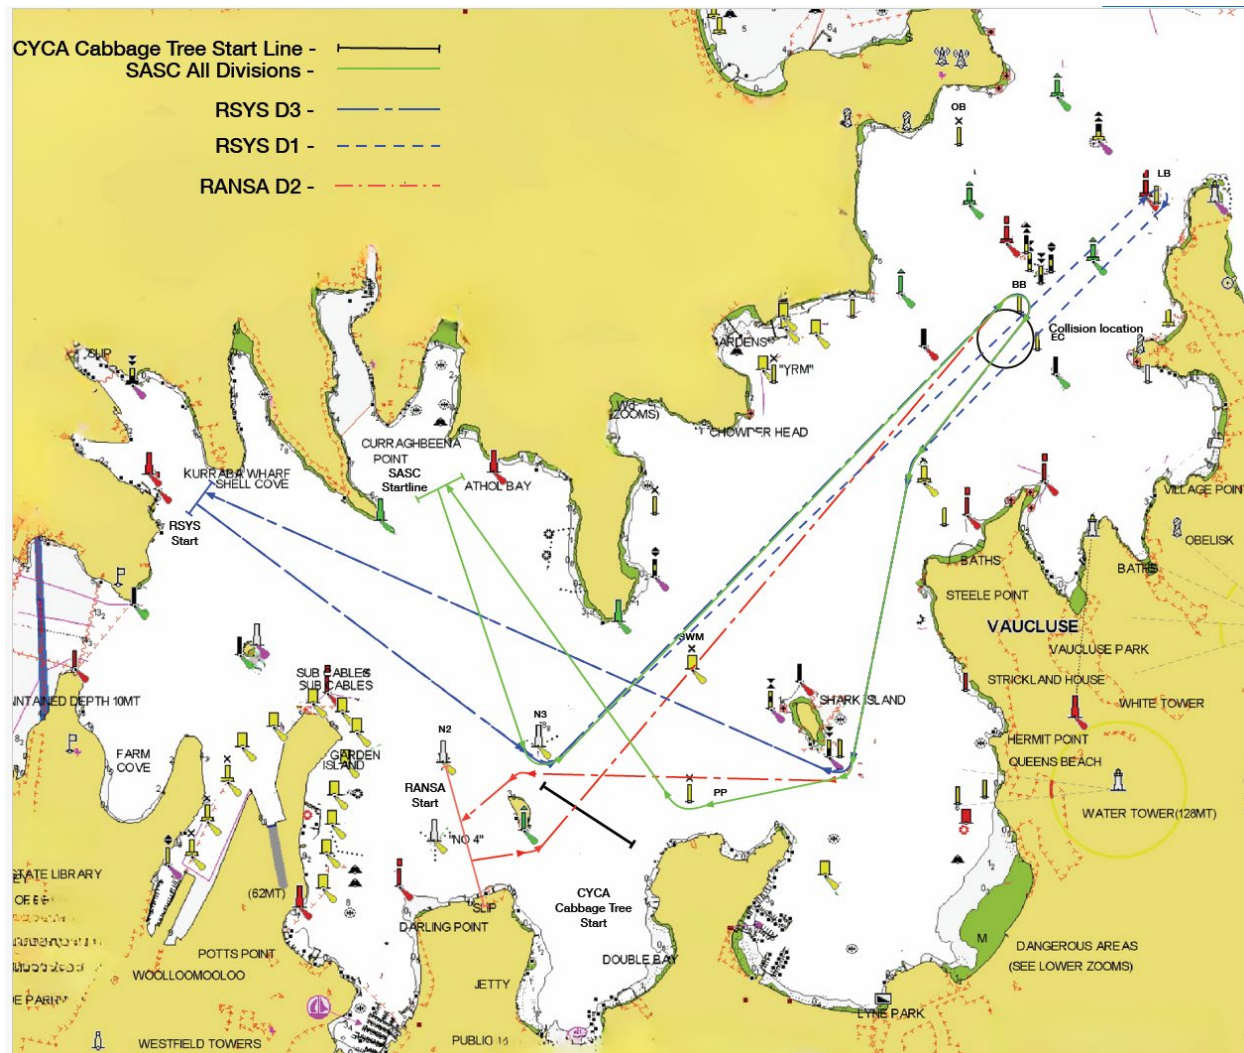 CYCA Cabbage Tree Start Line -
SASC All Divisions -
RSYS D3 -
RSYS D1 -
RANSA D2 -
OB
LB
BB
Collision location
EC
SLIP
ARDENS"
"YRM"
(ZOOMS)
CHOWDER HEAD
CURRAGHBEENA
POINT
SASC
Startline
ATHOL BAY
KURRABA WHARF
SHELL COVE
RSYS
Start
VILLAGE POIN
OBELISK
BATHS
BATHS
STEELE POINT
VAUCLUSE
VAUCLUSE PARK
STRICKLAND HOUSE
WHITE TOWER
HERMIT POINT
QUEENS BEACH
WATER TOWER(128MT)
SWM
SHARK ISLAND
SUB CABLES
SUB CABLES
NTAINED DEPTH 10MT
FARM
COVE
GARDEN
ISLAND
N2
N3
RANSA
Start
"NO 4"
PP
(62MT)
STATE LIBRARY
SLIP
DARLING POINT
CYCA
Cabbage Tree
Start
DOUBLE BAY
POTTS POINT
WOOLLOOMOOLOO
JETTY
M
DANGEROUS AREAS
(SEE LOWER ZOOMS)
LYNE PARK
WESTFIELD TOWERS
PUBLIC